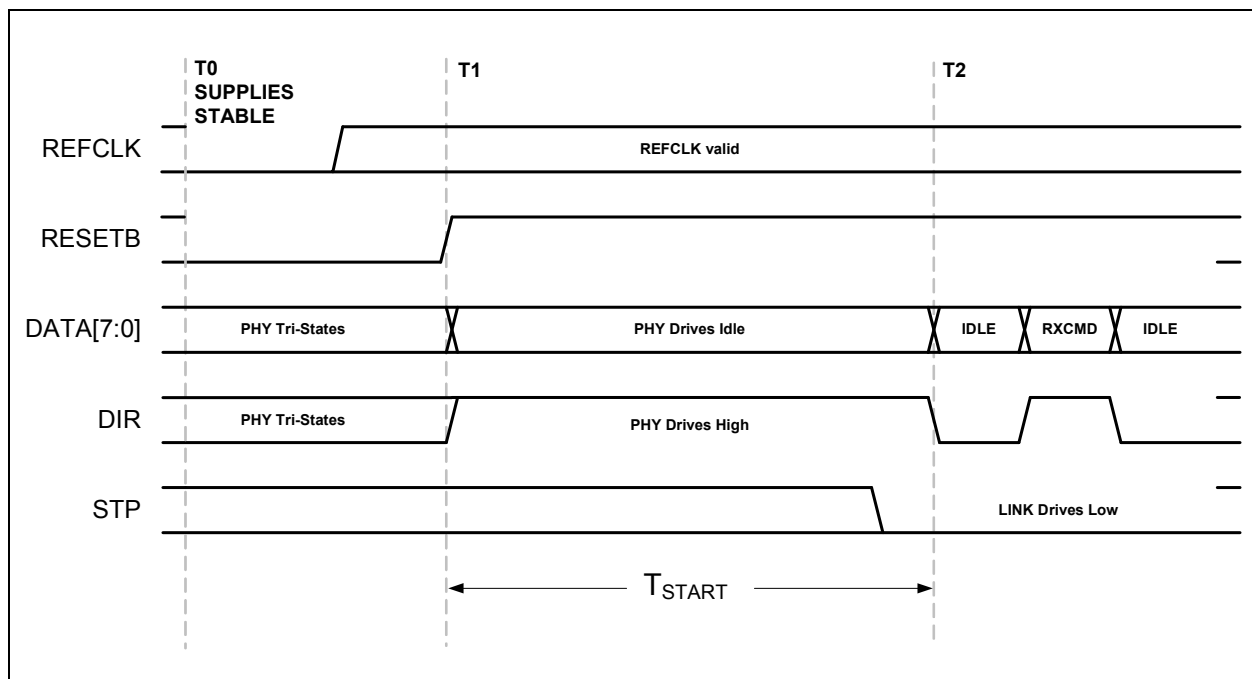 T0
SUPPLIES
STABLE
T1
T2
REFCLK
REFCLK valid
RESETB
DATA[7:0]
PHY Tri-States
PHY Drives Idle
IDLE
RXCMD
IDLE
DIR
PHY Tri-States
PHY Drives High
STP
LINK Drives Low
TSTART